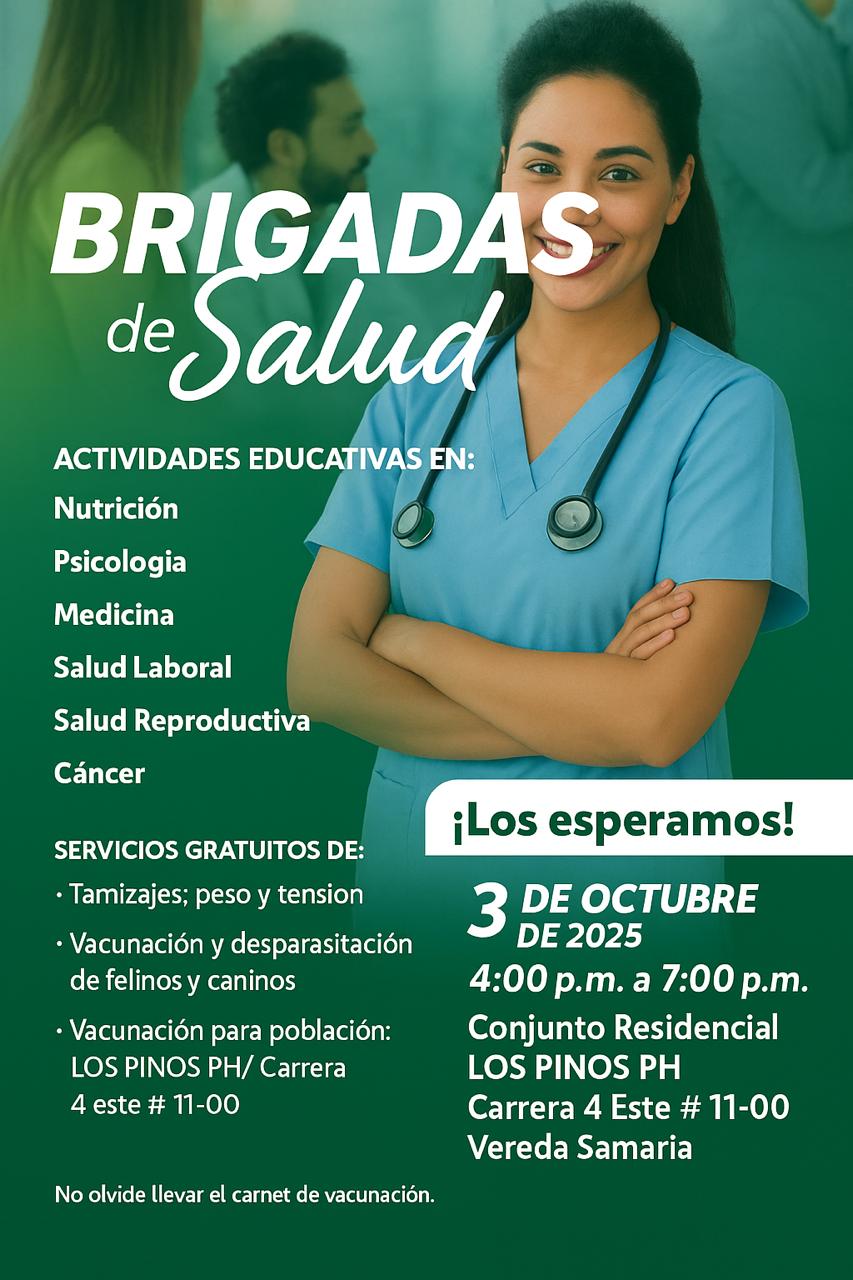 BRIGADAS
de Salud
ACTIVIDADES EDUCATIVAS EN:
Nutrición
Psicologia
Medicina
Salud Laboral
Salud Reproductiva
Cáncer
SERVICIOS GRATUITOS DE:
· Tamizajes; peso y tension
· Vacunación y desparasitación
de felinos y caninos
· Vacunación para población:
LOS PINOS PH/ Carrera
4 este # 11-00
No olvide llevar el carnet de vacunación.
¡Los esperamos!
3 DE OCTUBRE
DE 2025
4:00 p.m. a 7:00 p.m.
Conjunto Residencial
LOS PINOS PH
Carrera 4 Este # 11-00
Vereda Samaria